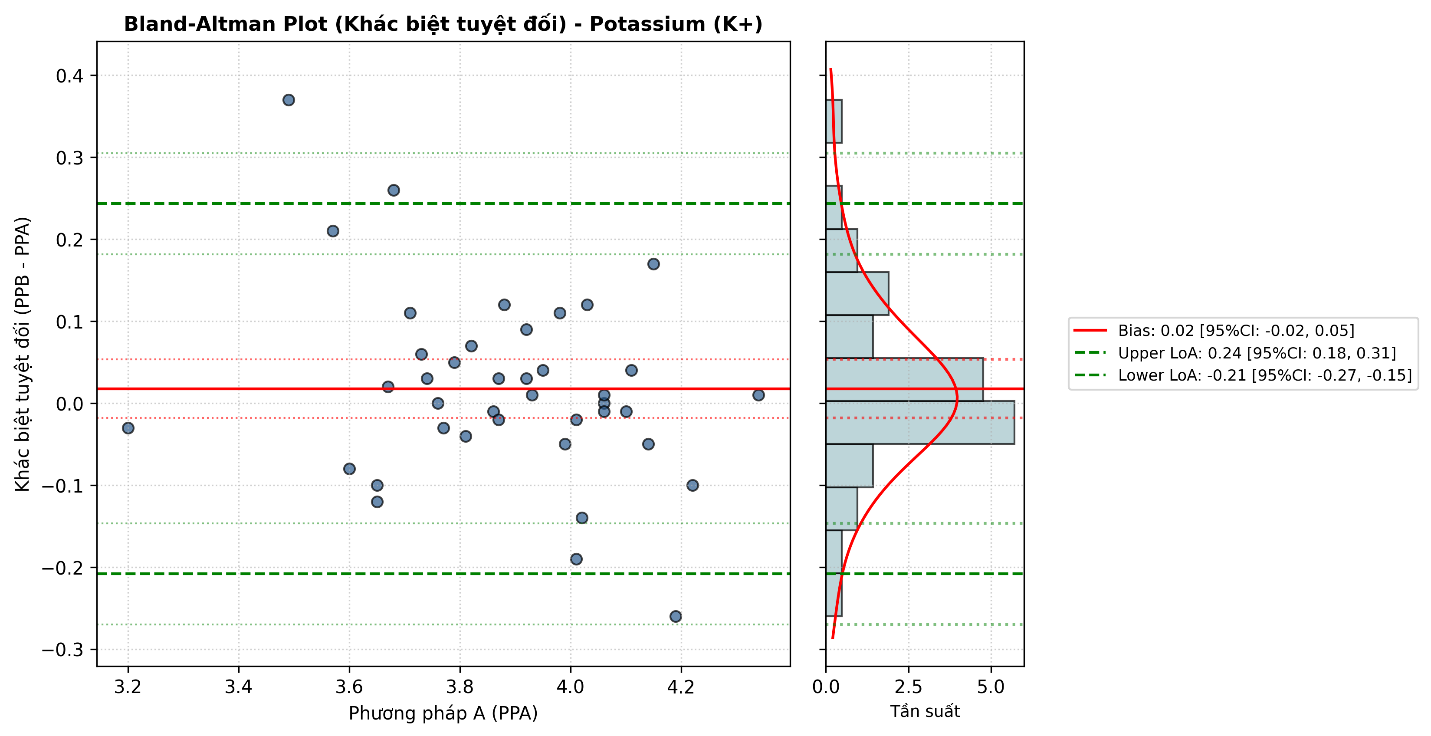 Bland-Altman Plot (Khác biệt tuyệt đối) - Potassium (K+)
Khác biệt tuyệt đối (PPB - PPA)
0.4
0.3
0.2
0.1
0.0
−0.1
−0.2
−0.3
3.2 3.4 3.6 3.8 4.0 4.2
Phương pháp A (PPA)
0.0 2.5 5.0
Tần suất
Bias: 0.02 [95%CI: -0.02, 0.05]
Upper LoA: 0.24 [95%CI: 0.18, 0.31]
Lower LoA: -0.21 [95%CI: -0.27, -0.15]